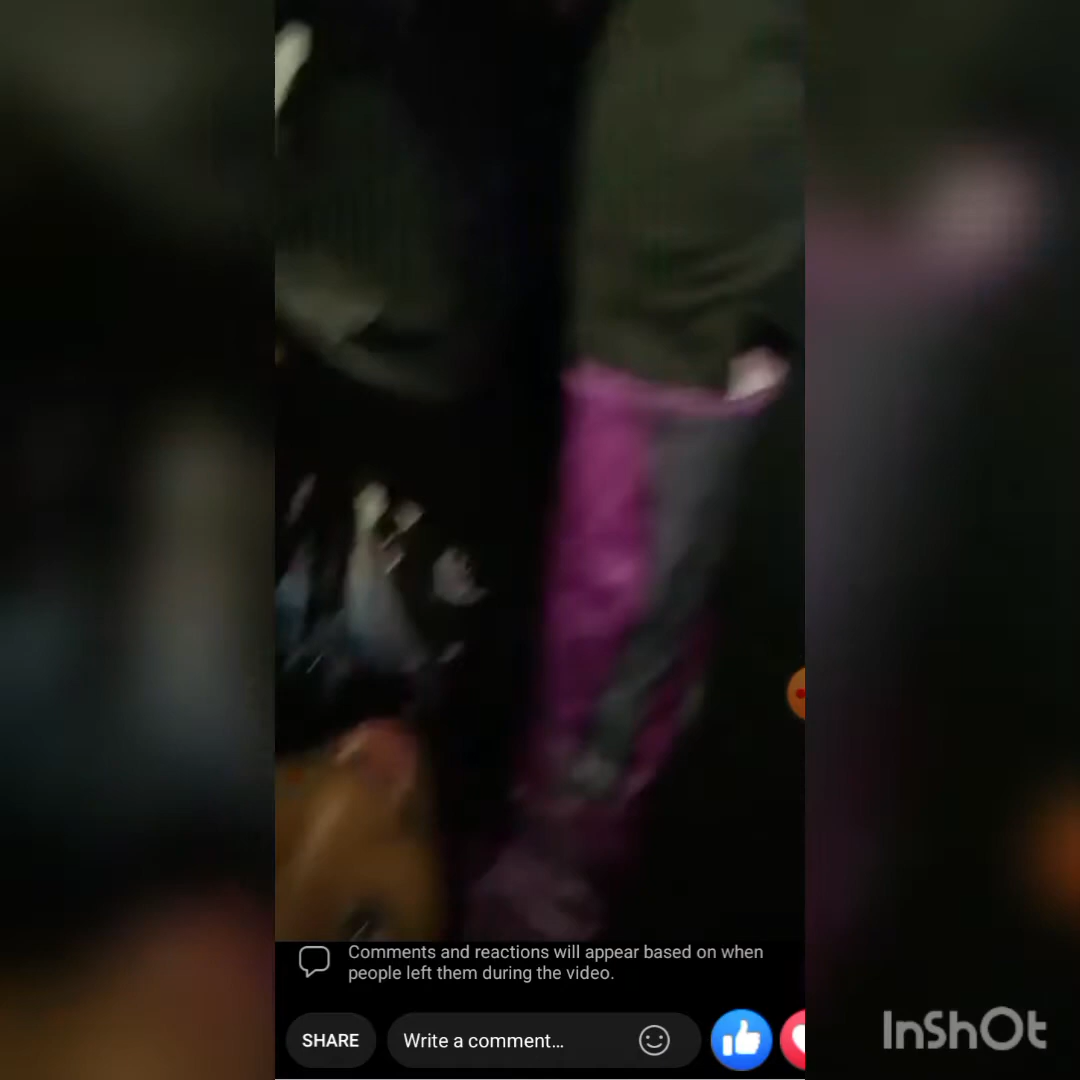 Comments and reactions will appear based on when
people left them during the video.
SHARE
Write a comment...
InShOt